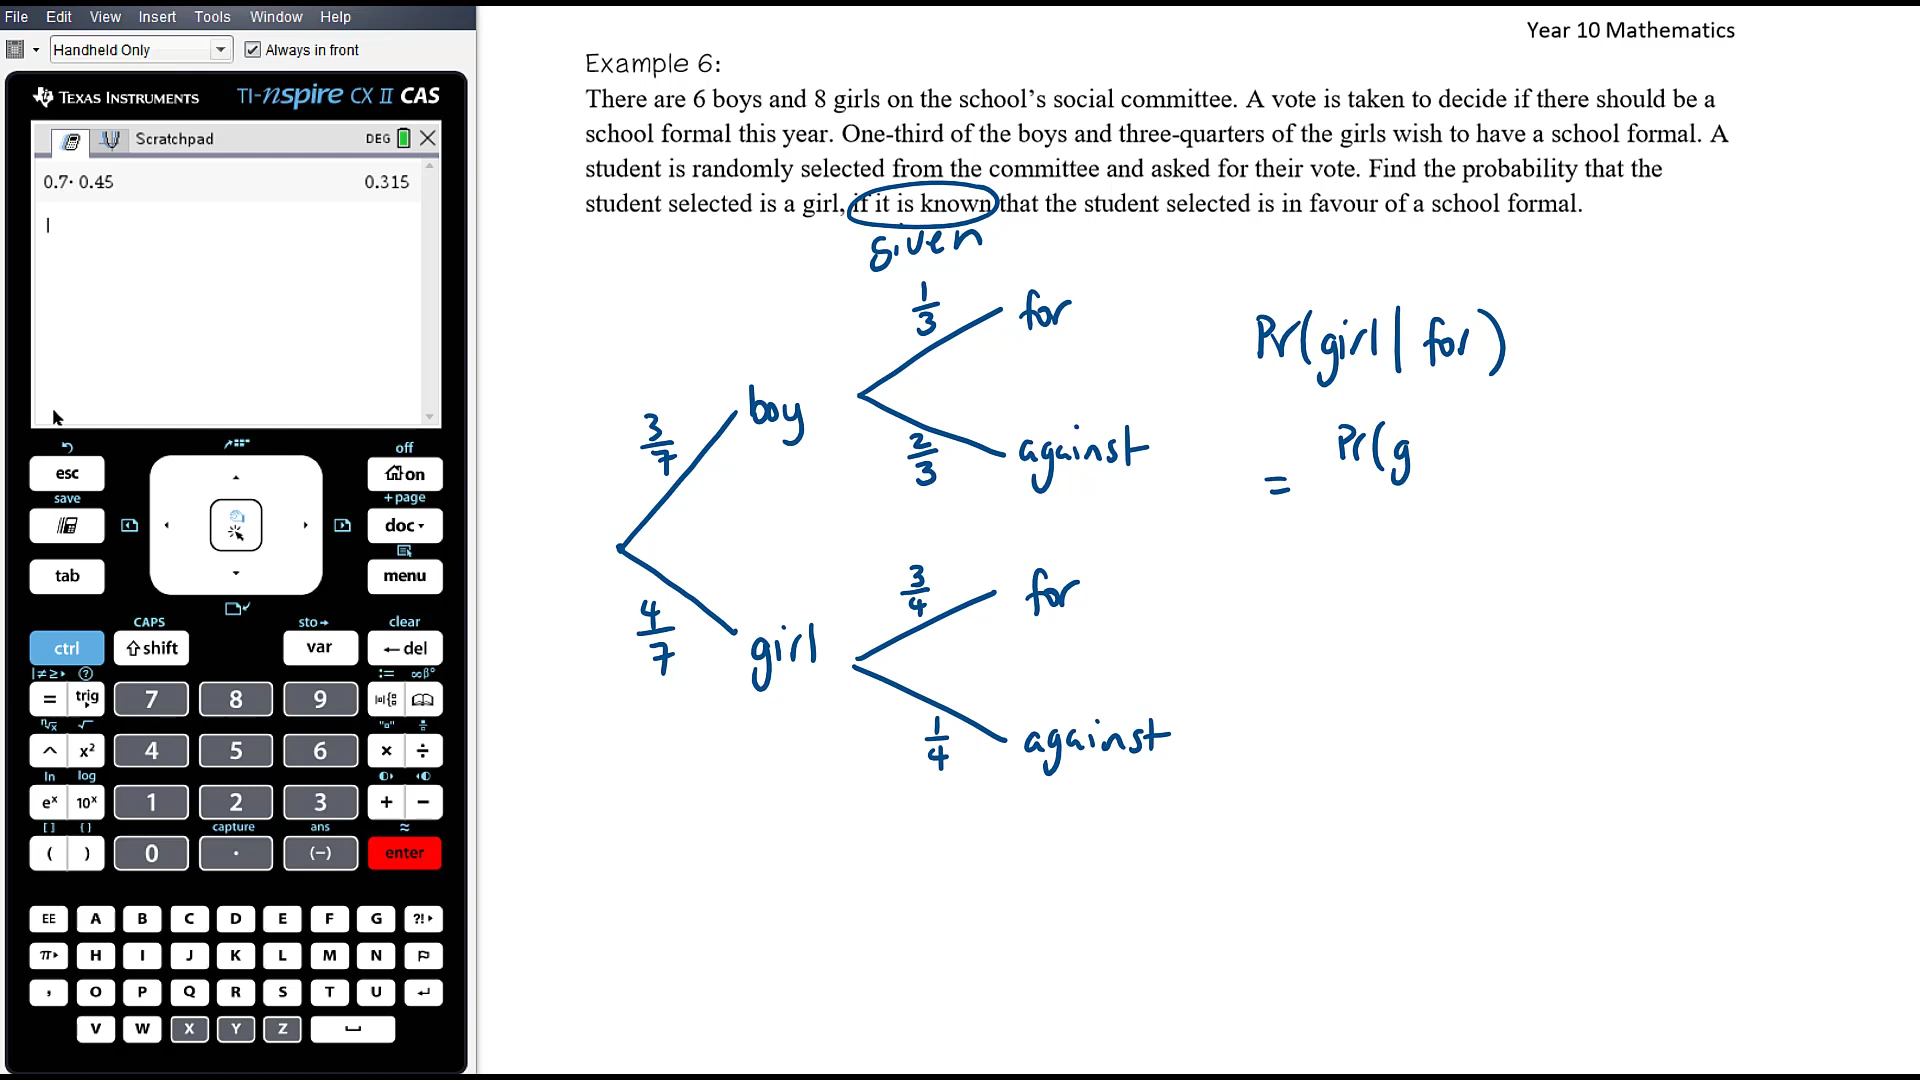 File Edit View Insert Tools Window Help
Handheld Only Always in front
TEXAS INSTRUMENTS TI-nspire CX II CAS
Scratchpad DEG
0.7· 0.45 0.315
off
esc on
save +page
doc
tab menu
CAPS sto→ clear
ctrl shift var ←del
= trig 7 8 9
^ x² 4 5 6 × ÷
ln log
eˣ 10ˣ 1 2 3 + −
[ ] { } capture ans ≈
( ) 0 . (−) enter
EE A B C D E F G ?!
π H I J K L M N
, O P Q R S T U
V W X Y Z
Year 10 Mathematics
Example 6:
There are 6 boys and 8 girls on the school’s social committee. A vote is taken to decide if there should be a
school formal this year. One-third of the boys and three-quarters of the girls wish to have a school formal. A
student is randomly selected from the committee and asked for their vote. Find the probability that the
student selected is a girl, if it is known that the student selected is in favour of a school formal.
given
1/3 for
Pr(girl | for)
3/7 boy
2/3 against
= Pr(g
3/4 for
4/7 girl
1/4 against